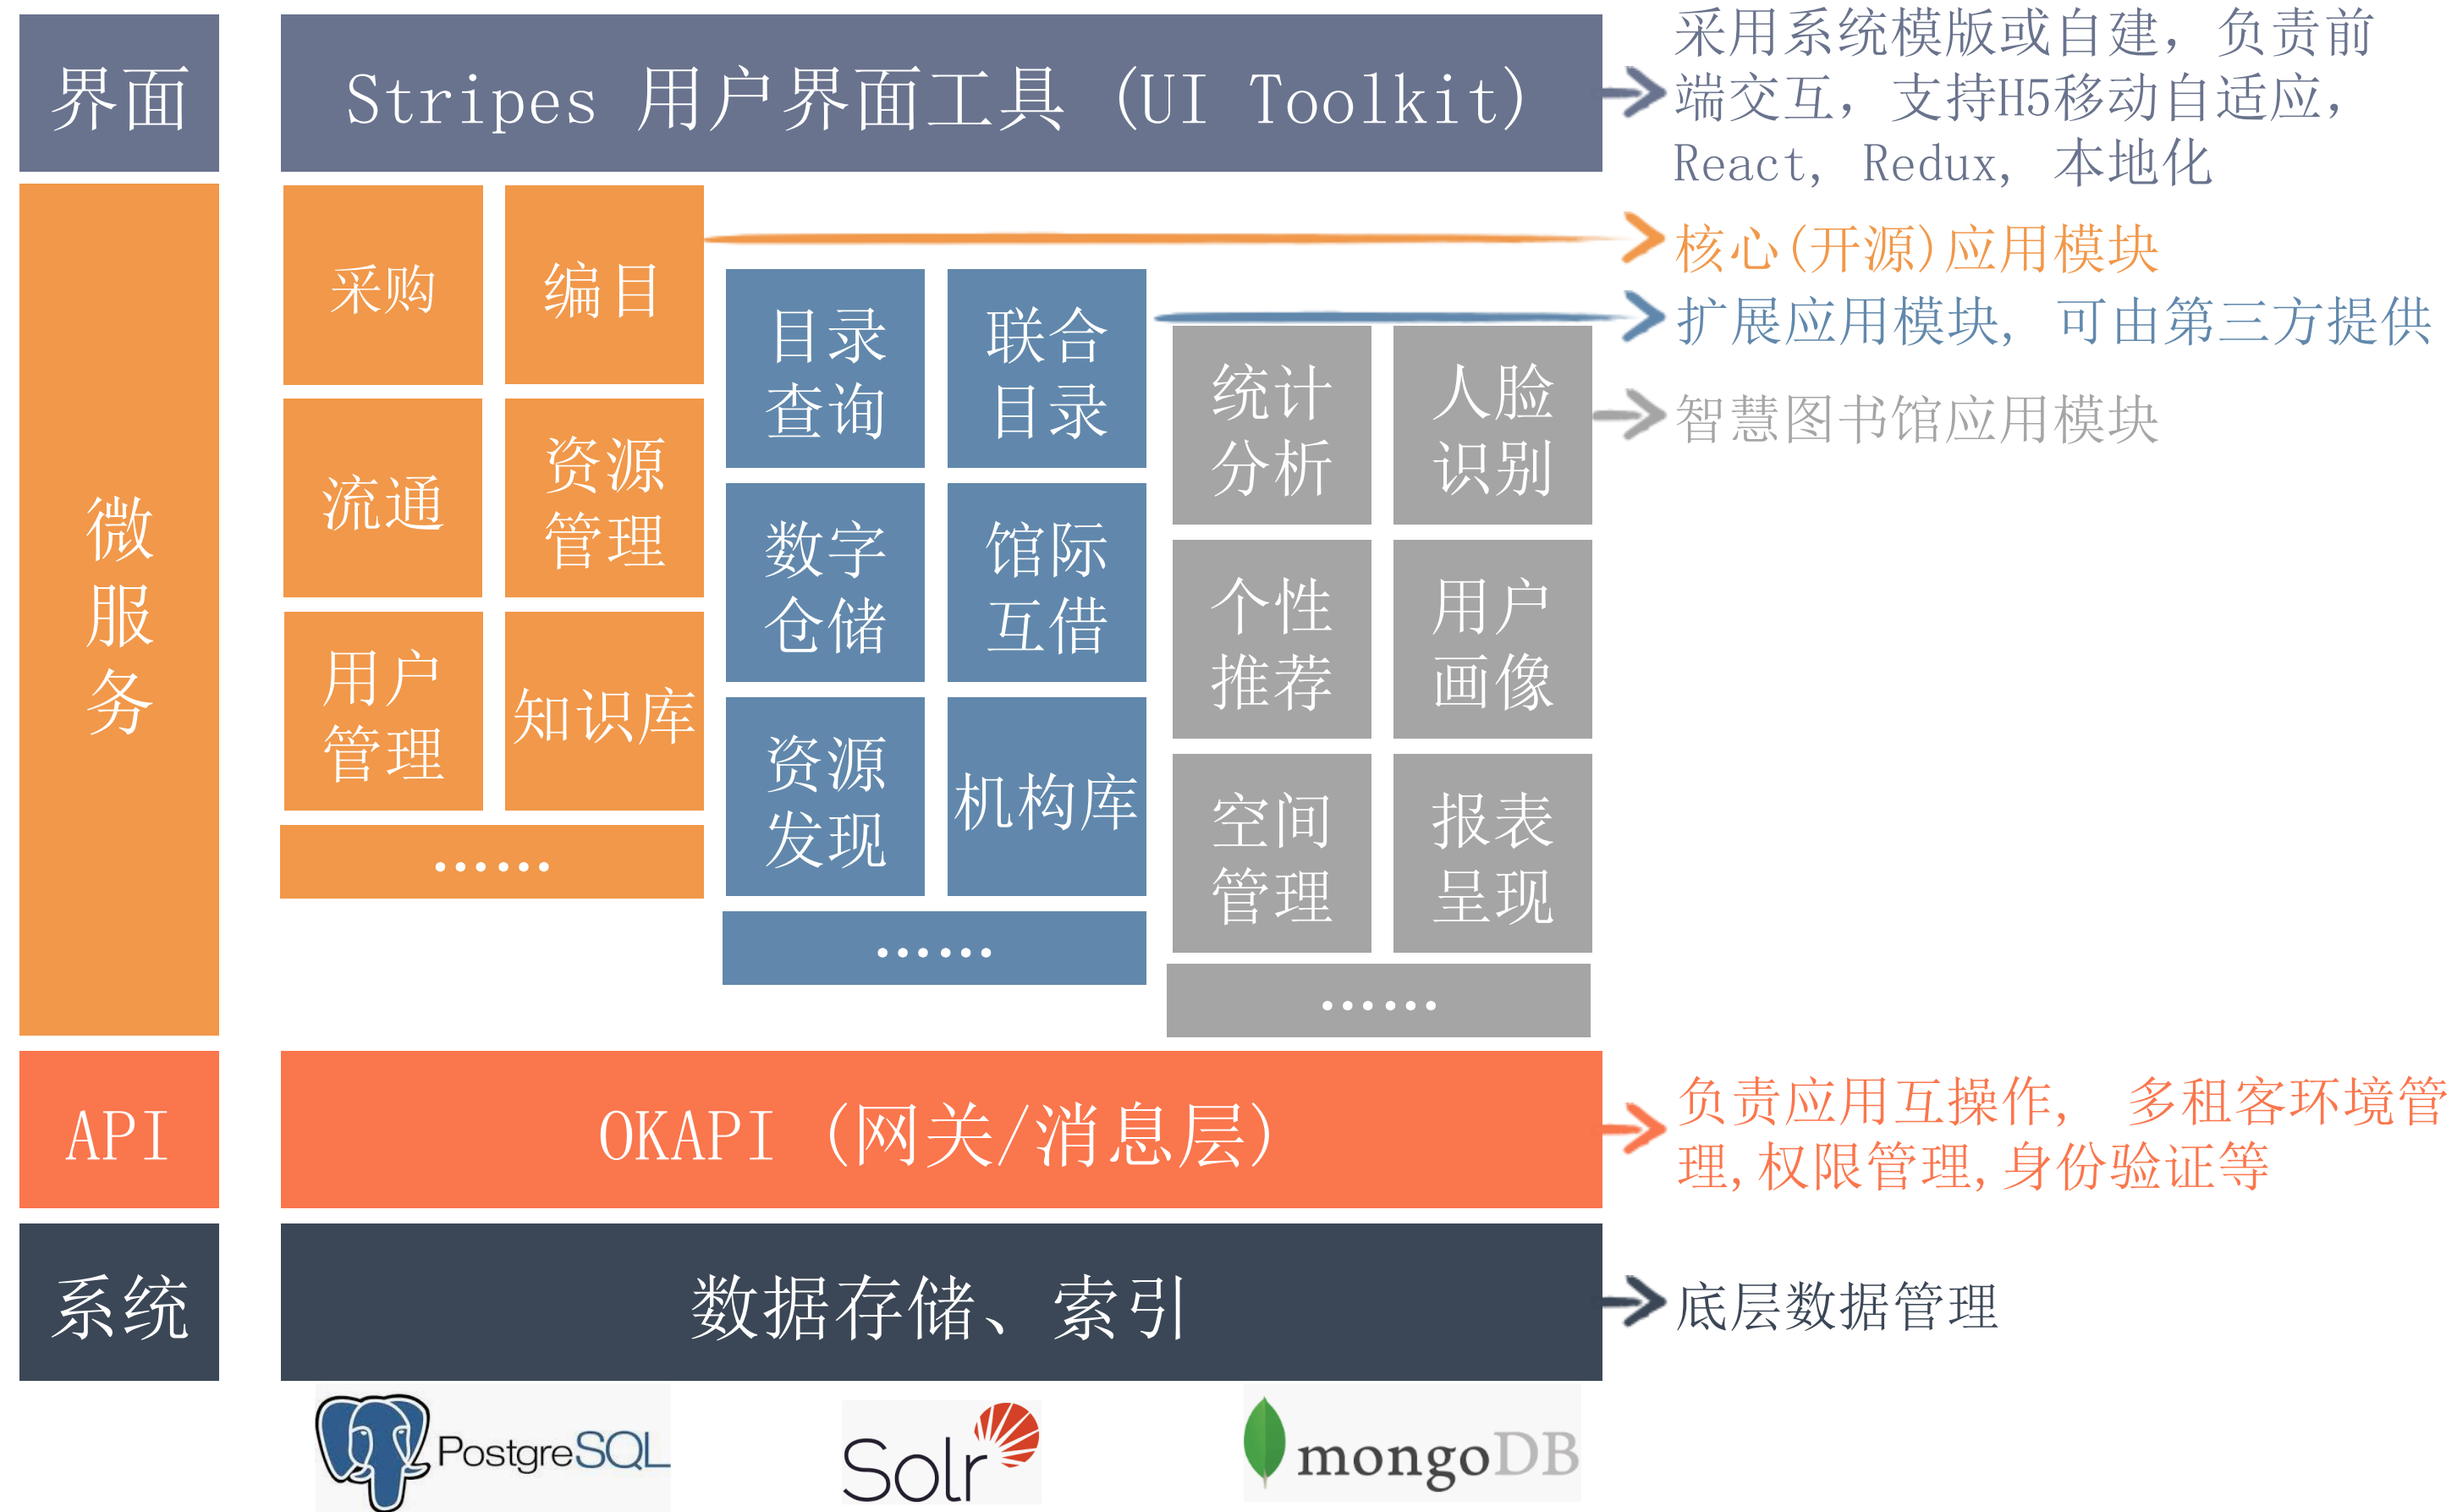 界面
Stripes 用户界面工具 (UI Toolkit)
采用系统模版或自建，负责前
端交互，支持H5移动自适应，
React, Redux, 本地化
微
服
务
采购
编目
流通
资源
管理
用户
管理
知识库
……
核心(开源)应用模块
目录
查询
联合
目录
数字
仓储
馆际
互借
资源
发现
机构库
……
扩展应用模块, 可由第三方提供
统计
分析
人脸
识别
个性
推荐
用户
画像
空间
管理
报表
呈现
……
智慧图书馆应用模块
API
OKAPI (网关/消息层)
负责应用互操作, 多租客环境管
理,权限管理,身份验证等
系统
数据存储、索引
底层数据管理
PostgreSQL
Solr
mongoDB